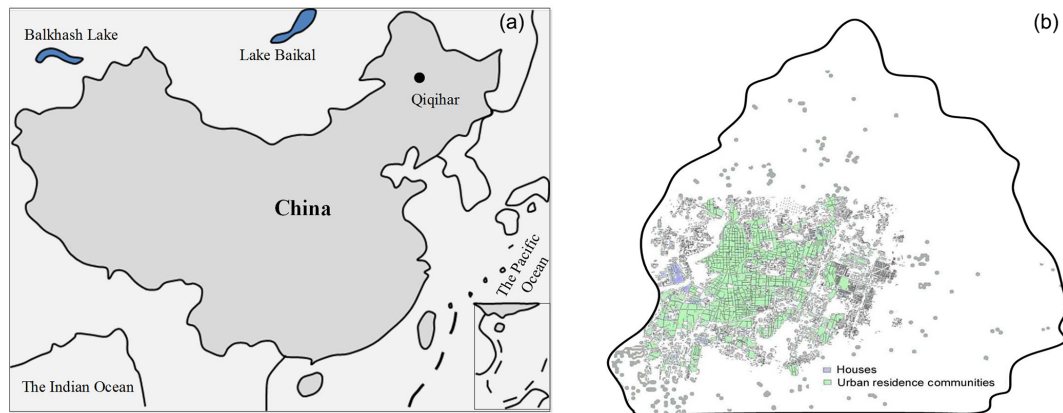 (a)
Balkhash Lake
Lake Baikal
Qiqihar
China
The Pacific
Ocean
The Indian Ocean
(b)
Houses
Urban residence communities